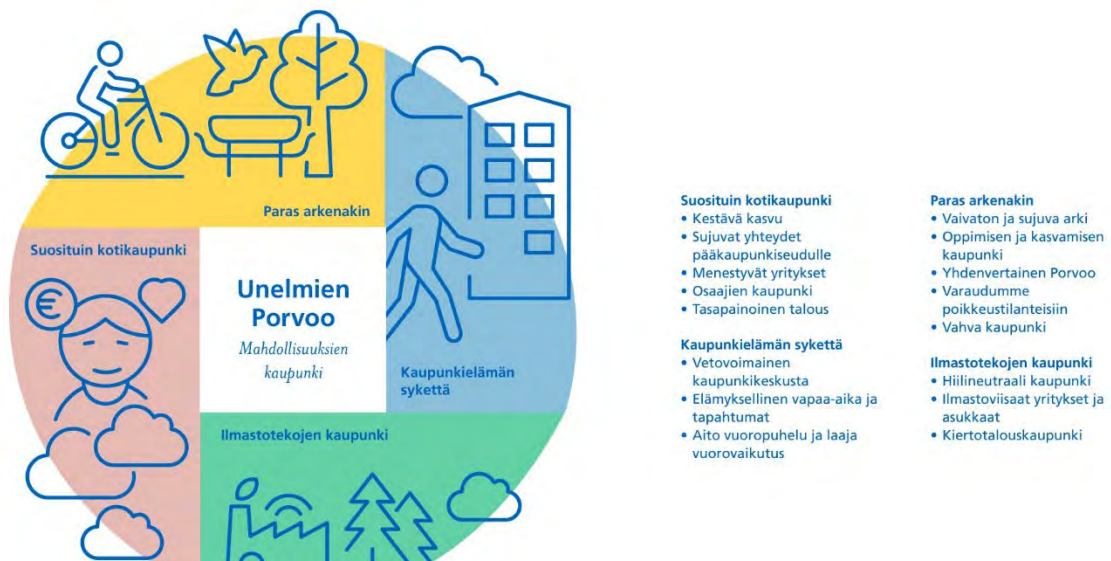 Paras arkenakin
Suosituin kotikaupunki
Unelmien
Porvoo
Mahdollisuuksien
kaupunki
Kaupunkielämän
sykettä
Ilmastotekojen kaupunki
€
Suosituin kotikaupunki
• Kestävä kasvu
• Sujuvat yhteydet
pääkaupunkiseudulle
• Menestyvät yritykset
• Osaajien kaupunki
• Tasapainoinen talous
Kaupunkielämän sykettä
• Vetovoimainen
kaupunkikeskusta
• Elämyksellinen vapaa-aika ja
tapahtumat
• Aito vuoropuhelu ja laaja
vuorovaikutus
Paras arkenakin
• Vaivaton ja sujuva arki
• Oppimisen ja kasvamisen
kaupunki
• Yhdenvertainen Porvoo
• Varaudumme
poikkeustilanteisiin
• Vahva kaupunki
Ilmastotekojen kaupunki
• Hiilineutraali kaupunki
• Ilmastoviisaat yritykset ja
asukkaat
• Kiertotalouskaupunki